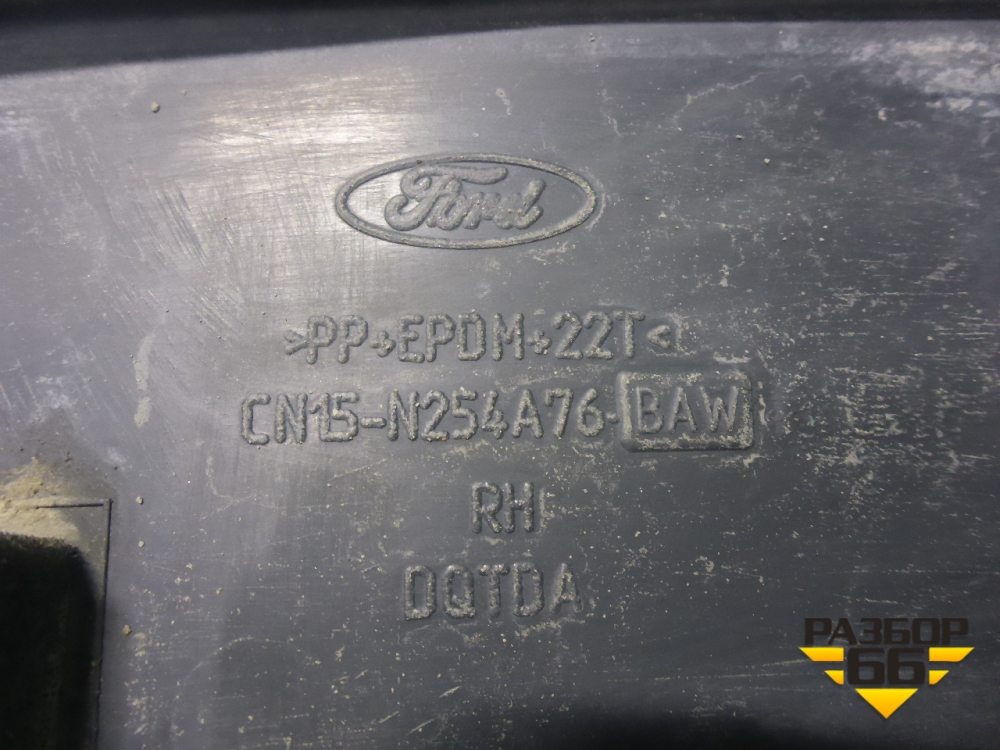 Ford
>PP+EPDM+22T<
CN15-N254A76-BAW
RH
DQTDA
РАЗБОР
66